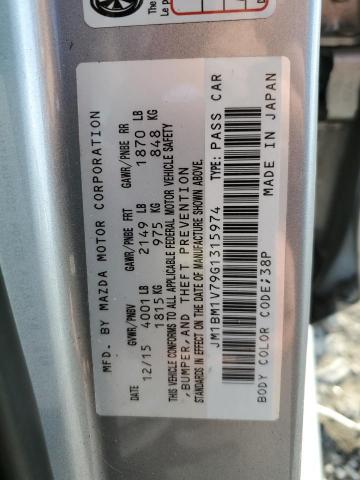 MFD. BY MAZDA MOTOR CORPORATION
DATE GVWR/PNBV GAWR/PNBE FRT GAWR/PNBE RR
12/15 4001 LB 2149 LB 1870 LB
1815 KG 975 KG 848 KG
THIS VEHICLE CONFORMS TO ALL APPLICABLE FEDERAL MOTOR VEHICLE SAFETY
, BUMPER, AND THEFT PREVENTION
STANDARDS IN EFFECT ON THE DATE OF MANUFACTURE SHOWN ABOVE.
JM1BM1V79G1315974 TYPE: PASS CAR
BODY COLOR CODE: 38P MADE IN JAPAN
The
Le p